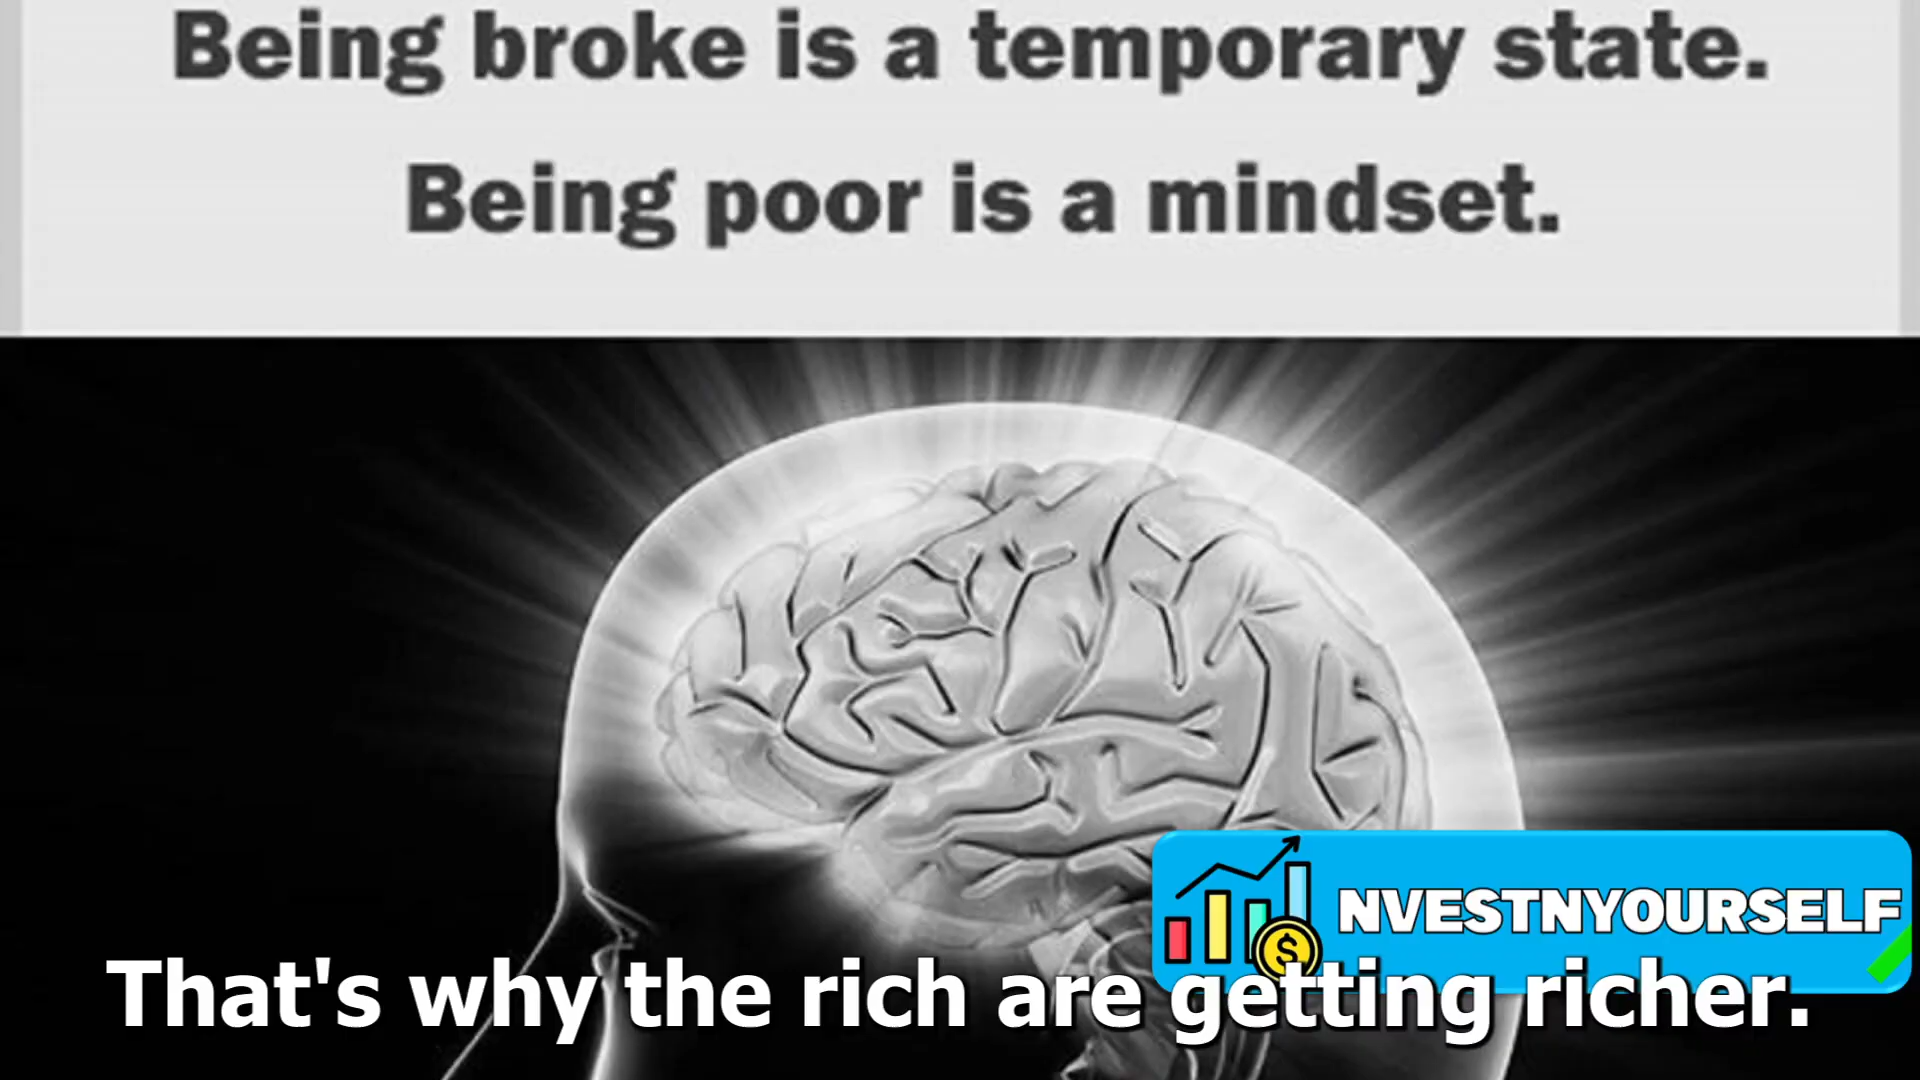 Being broke is a temporary state.
Being poor is a mindset.
$
NVESTNYOURSELF
That's why the rich are getting richer.